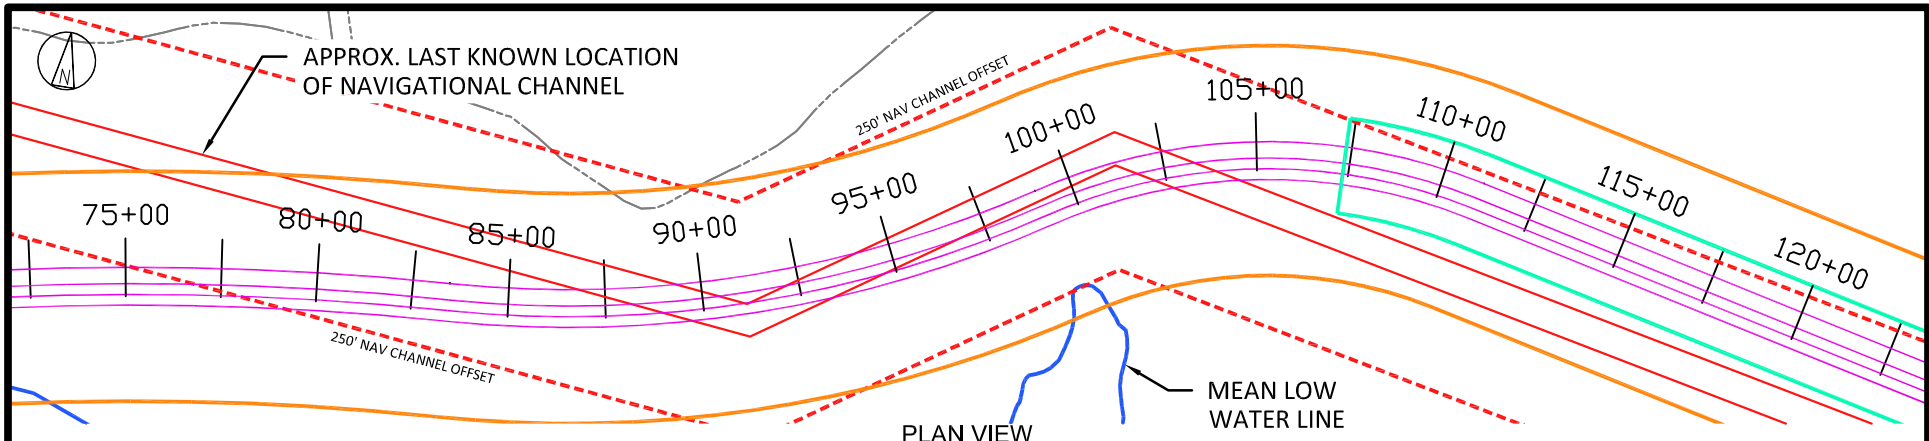 N
APPROX. LAST KNOWN LOCATION
OF NAVIGATIONAL CHANNEL
250' NAV CHANNEL OFFSET
75+00
80+00
85+00
90+00
95+00
100+00
105+00
110+00
115+00
120+00
250' NAV CHANNEL OFFSET
MEAN LOW
WATER LINE
PLAN VIEW